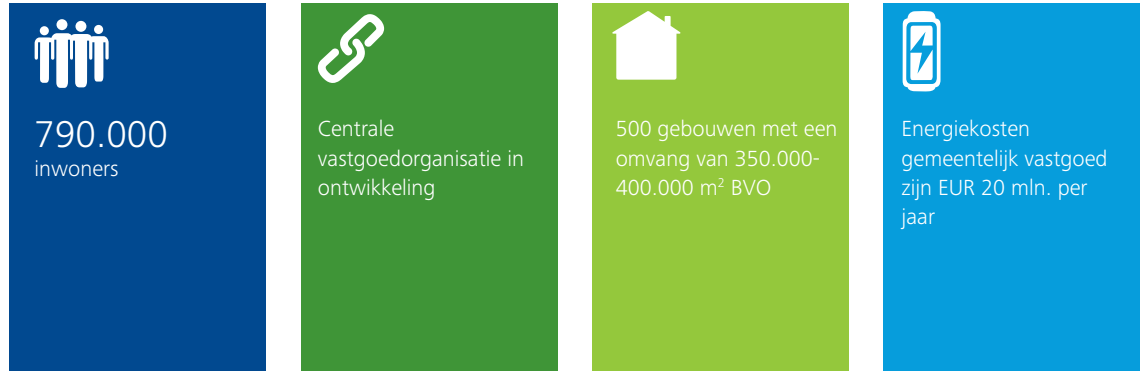 790.000
inwoners
Centrale
vastgoedorganisatie in
ontwikkeling
500 gebouwen met een
omvang van 350.000-
400.000 m² BVO
Energiekosten
gemeentelijk vastgoed
zijn EUR 20 mln. per
jaar